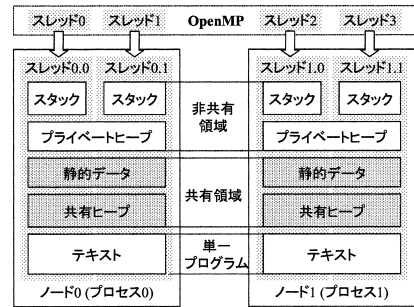 スレッド0 スレッド1 OpenMP スレッド2 スレッド3
スレッド0.0 スレッド0.1 スレッド1.0 スレッド1.1
スタック スタック 非共有 スタック スタック
プライベートヒープ 領域 プライベートヒープ
静的データ 静的データ
共有領域
共有ヒープ 共有ヒープ
テキスト 単一 テキスト
プログラム
ノード0 (プロセス0) ノード1 (プロセス1)